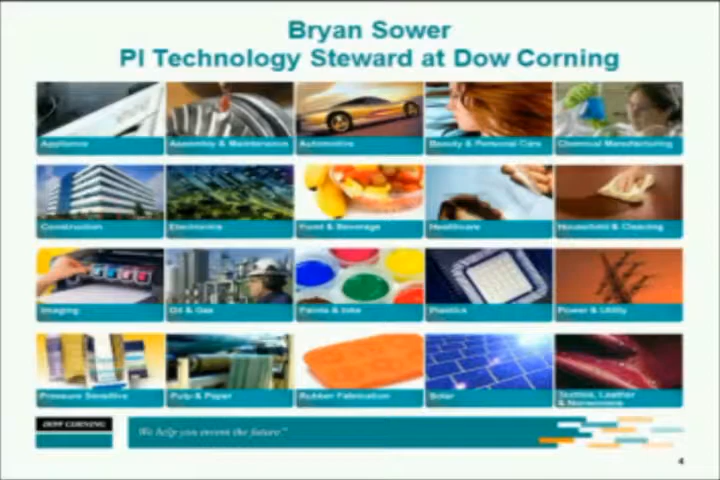 Bryan Sower
PI Technology Steward at Dow Corning
Appliance
Assembly & Maintenance
Automotive
Beauty & Personal Care
Chemical Manufacturing
Construction
Electronics
Food & Beverage
Healthcare
Household & Cleaning
Imaging
Oil & Gas
Paints & Inks
Plastics
Power & Utility
Pressure Sensitive
Pulp & Paper
Rubber Fabrication
Solar
Textiles, Leather
& Nonwovens
DOW CORNING
We help you invent the future.™
4